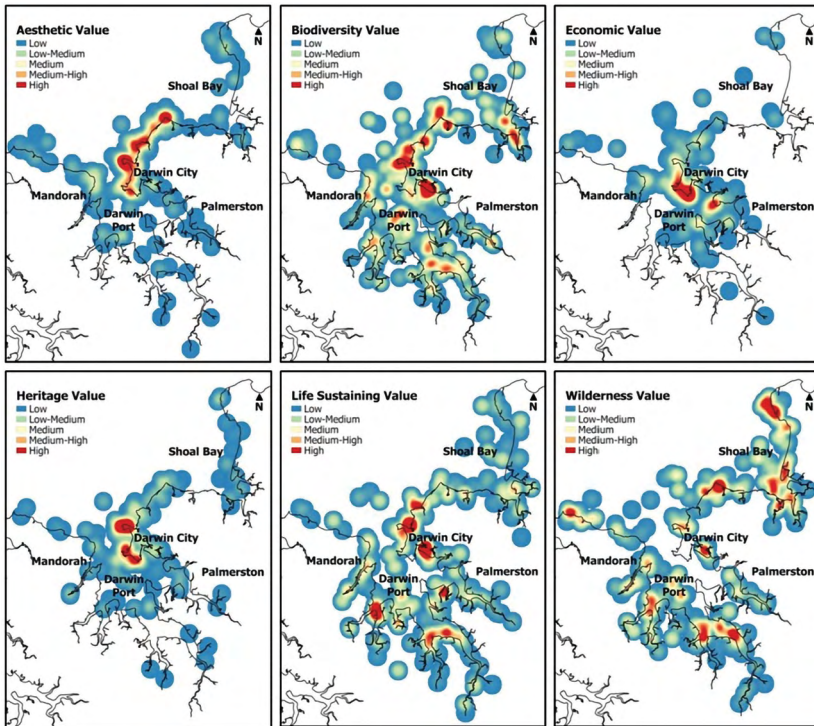 Aesthetic Value
Low
Low-Medium
Medium
Medium-High
High
N
Shoal Bay
Darwin City
Mandorah
Palmerston
Darwin
Port
Biodiversity Value
Low
Low-Medium
Medium
Medium-High
High
N
Shoal Bay
Darwin City
Mandorah
Palmerston
Darwin
Port
Economic Value
Low
Low-Medium
Medium
Medium-High
High
N
Shoal Bay
Darwin City
Mandorah
Palmerston
Darwin
Port
Heritage Value
Low
Low-Medium
Medium
Medium-High
High
N
Shoal Bay
Darwin City
Mandorah
Palmerston
Darwin
Port
Life Sustaining Value
Low
Low-Medium
Medium
Medium-High
High
N
Shoal Bay
Darwin City
Mandorah
Palmerston
Darwin
Port
Wilderness Value
Low
Low-Medium
Medium
Medium-High
High
N
Shoal Bay
Darwin City
Mandorah
Palmerston
Darwin
Port